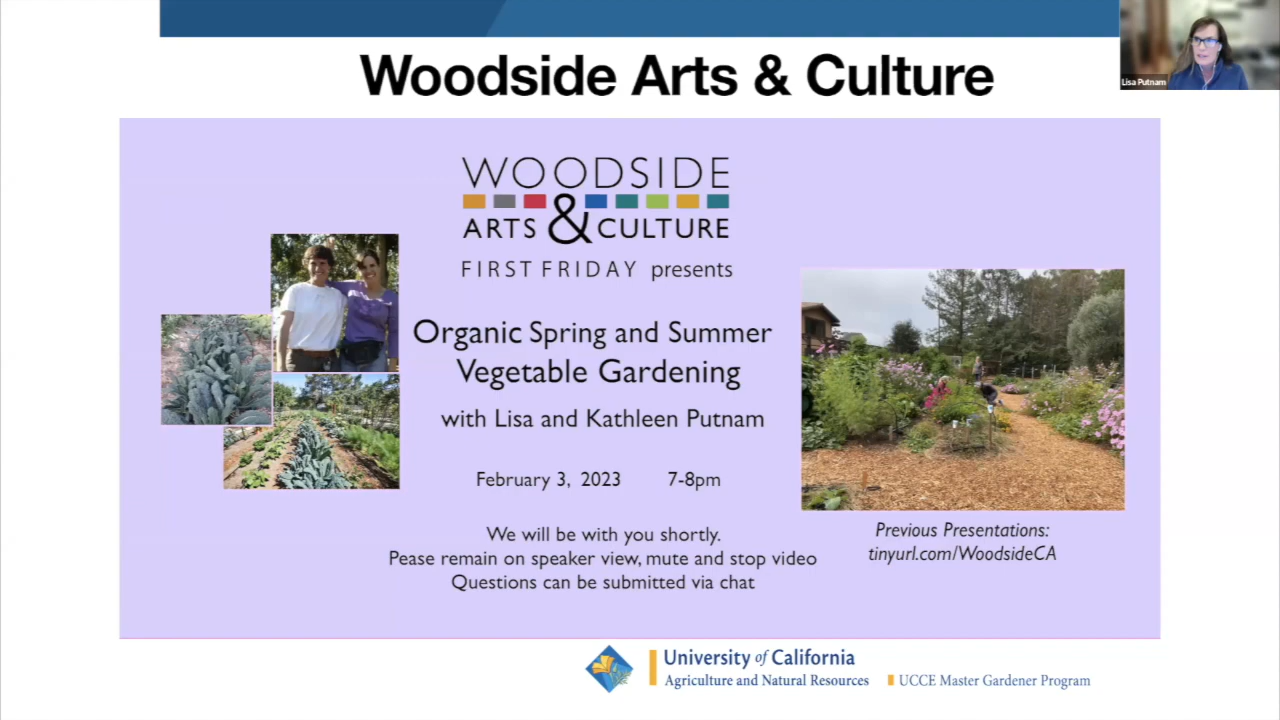 Woodside Arts & Culture
Lisa Putnam
WOODSIDE
ARTS & CULTURE
FIRST FRIDAY presents
Organic Spring and Summer
Vegetable Gardening
with Lisa and Kathleen Putnam
February 3, 2023 7-8pm
We will be with you shortly.
Pease remain on speaker view, mute and stop video
Questions can be submitted via chat
Previous Presentations:
tinyurl.com/WoodsideCA
University of California
Agriculture and Natural Resources
UCCE Master Gardener Program